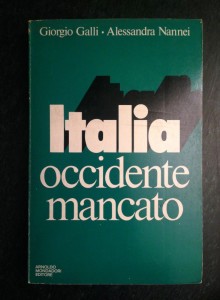 Giorgio Galli • Alessandra Nannei
Italia
occidente
mancato
ARNOLDO
MONDADORI
EDITORE